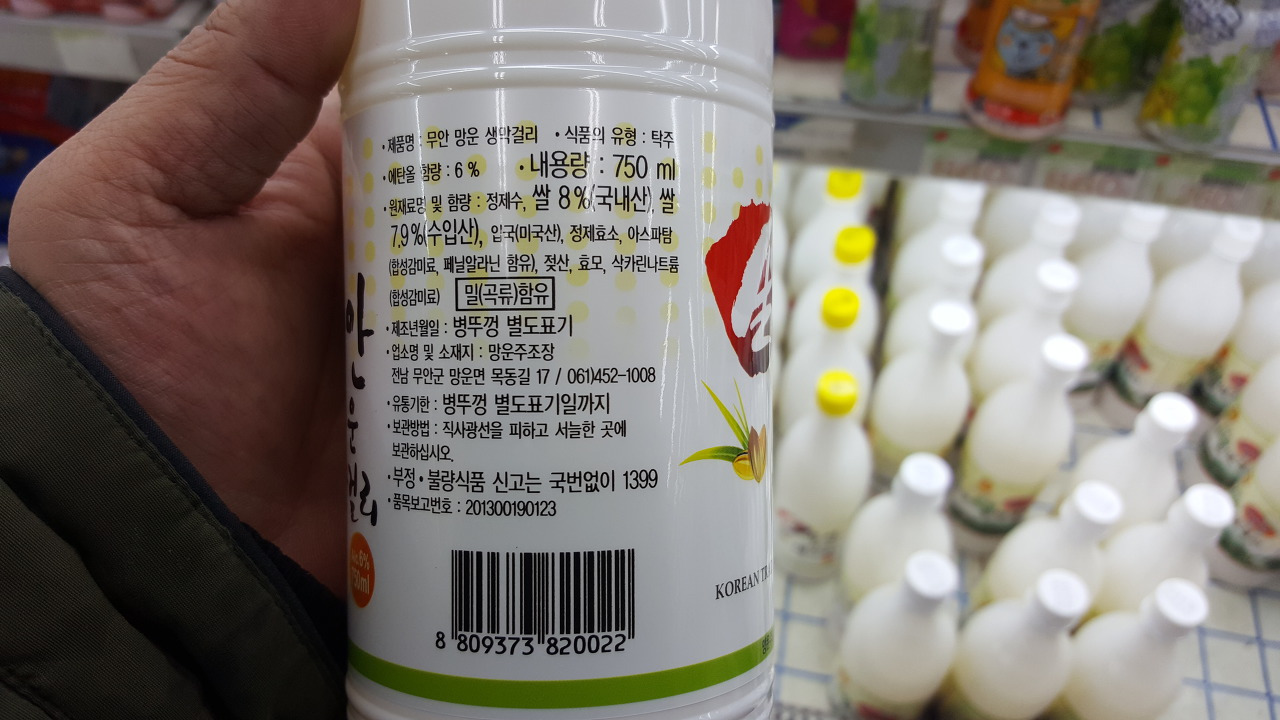 • 제품명 : 무안 망운 생막걸리 • 식품의 유형 : 탁주
• 에탄올 함량 : 6 % • 내용량 : 750 ml
• 원재료명 및 함량 : 정재수, 쌀 8 %(국내산) 쌀
7.9 %(수입산), 입국(미국산), 정제효소, 아스파탐
(합성감미료, 페닐알라닌 함유), 젖산, 효모, 삭카린나트륨
(합성감미료) 밀(곡류)함유
• 제조년월일 : 병뚜껑 별도표기
• 업소명 및 소재지 : 망운주조장
전남 무안군 망운면 목동길 17 / 061)452-1008
• 유통기한 : 병뚜껑 별도표기일까지
• 보관방법 : 직사광선을 피하고 서늘한 곳에
보관하십시오.
• 부정 • 불량식품 신고는 국번없이 1399
• 품목보고번호 : 201300190123
8 809373 820022
안
운
걸리
Alc.6%
750ml
쌀
KOREAN